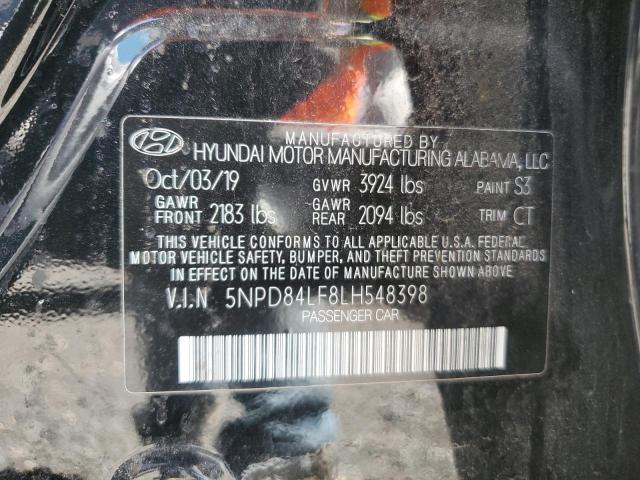 MANUFACTURED BY
HYUNDAI MOTOR MANUFACTURING ALABAMA, LLC
Oct/03/19 GVWR 3924 lbs PAINT S3
GAWR FRONT 2183 lbs GAWR REAR 2094 lbs TRIM CT
THIS VEHICLE CONFORMS TO ALL APPLICABLE U.S.A. FEDERAL
MOTOR VEHICLE SAFETY, BUMPER, AND THEFT PREVENTION STANDARDS
IN EFFECT ON THE DATE OF MANUFACTURE SHOWN ABOVE.
V.I.N 5NPD84LF8LH548398
PASSENGER CAR